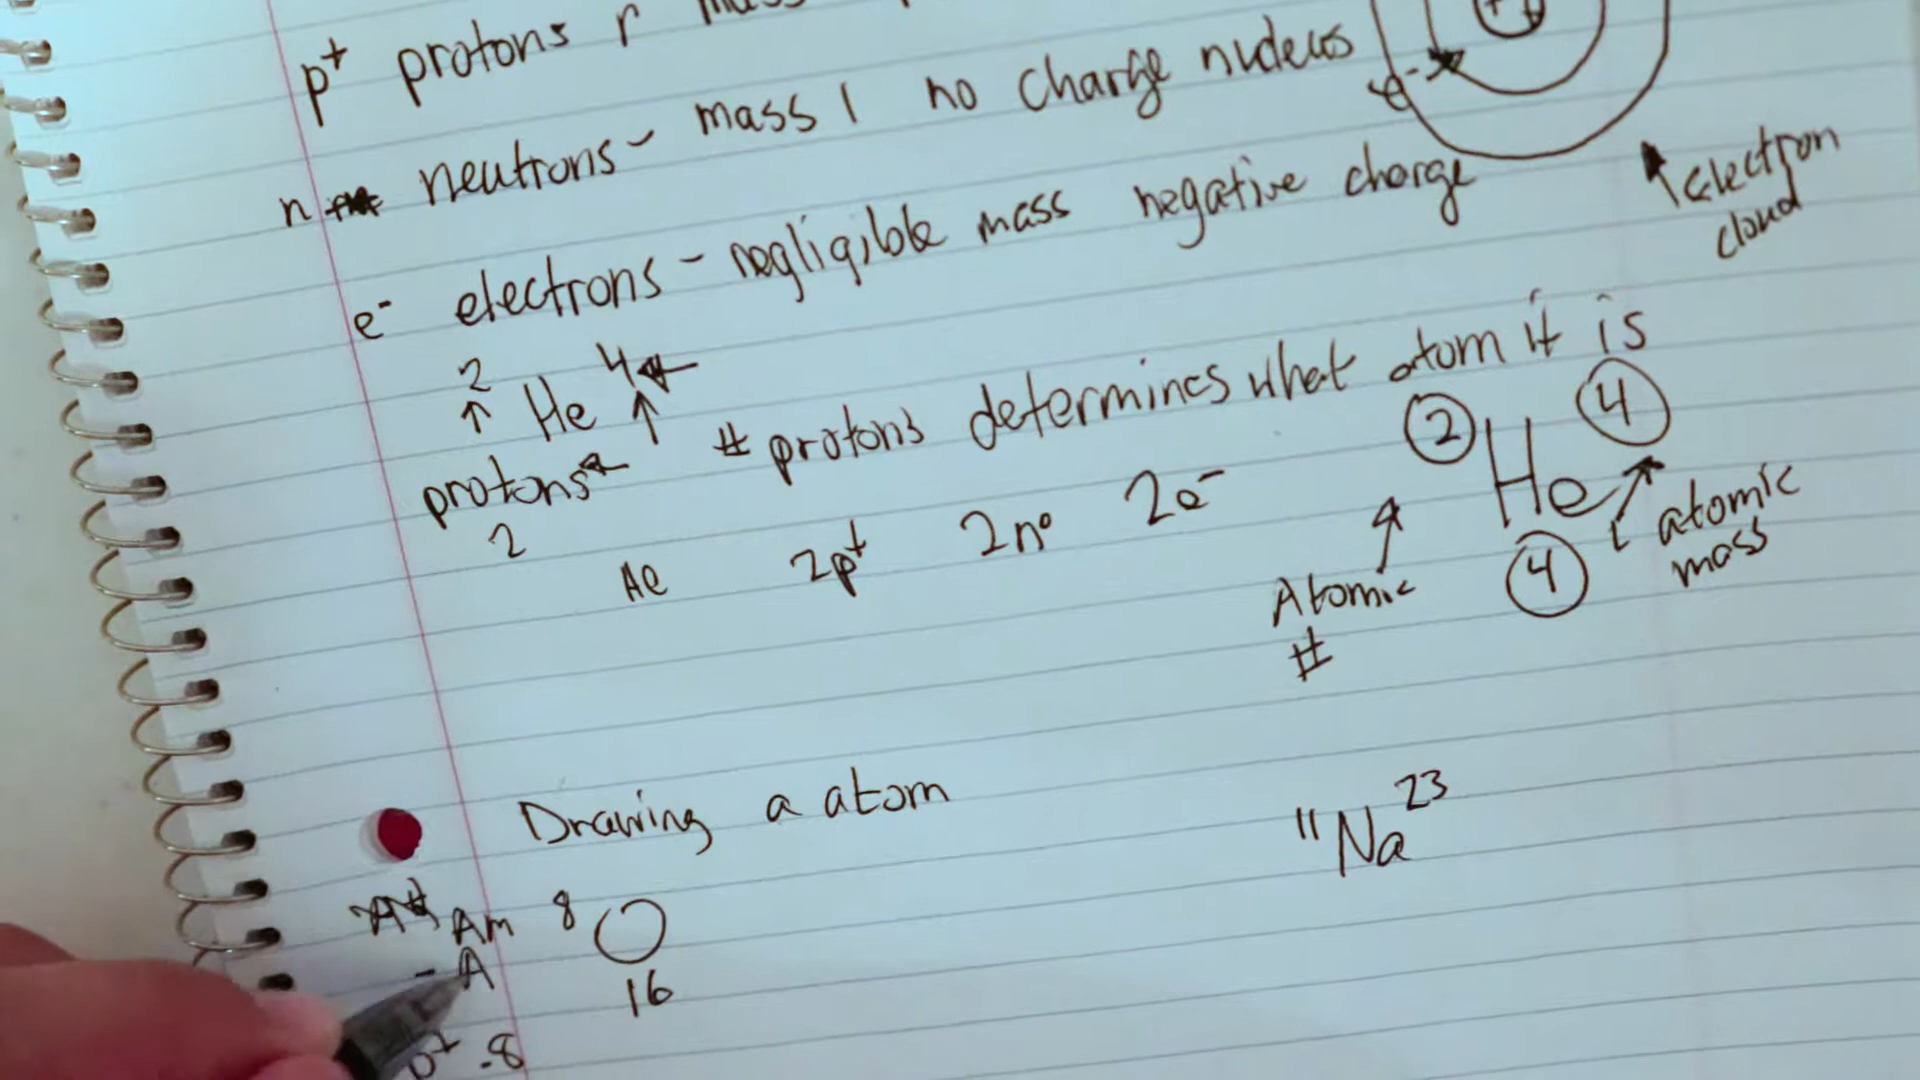 p+ protons
n neutrons - mass 1 no charge nucleus
e-
e- electrons - negligible mass negative charge
electron
cloud
2 He 4
protons
2
# protons determines what atom it is
2 He 4
4
atomic
mass
Atomic
#
He 2p+ 2n° 2e-
Drawing a atom
11 Na 23
Am 8 O
- A 16
p+ -8